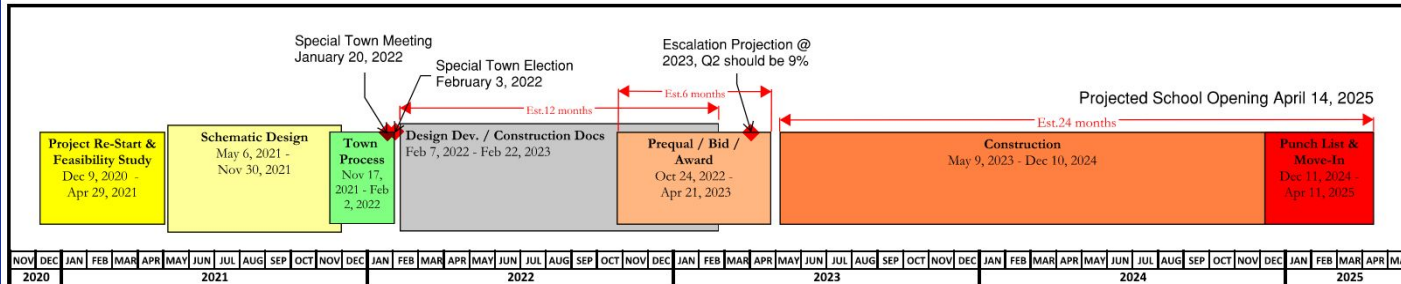 Special Town Meeting
January 20, 2022
Special Town Election
February 3, 2022
Escalation Projection @
2023, Q2 should be 9%
Est.12 months
Est.6 months
Projected School Opening April 14, 2025
Est.24 months
Project Re-Start &
Feasibility Study
Dec 9, 2020 -
Apr 29, 2021
Schematic Design
May 6, 2021 -
Nov 30, 2021
Town
Process
Nov 17,
2021 - Feb
2, 2022
Design Dev. / Construction Docs
Feb 7, 2022 - Feb 22, 2023
Prequal / Bid /
Award
Oct 24, 2022 -
Apr 21, 2023
Construction
May 9, 2023 - Dec 10, 2024
Punch List &
Move-In
Dec 11, 2024 -
Apr 11, 2025
NOV DEC JAN FEB MAR APR MAY JUN JUL AUG SEP OCT NOV DEC JAN FEB MAR APR MAY JUN JUL AUG SEP OCT NOV DEC JAN FEB MAR APR MAY JUN JUL AUG SEP OCT NOV DEC JAN FEB MAR APR MAY JUN JUL AUG SEP OCT NOV DEC JAN FEB MAR APR
2020 2021 2022 2023 2024 2025